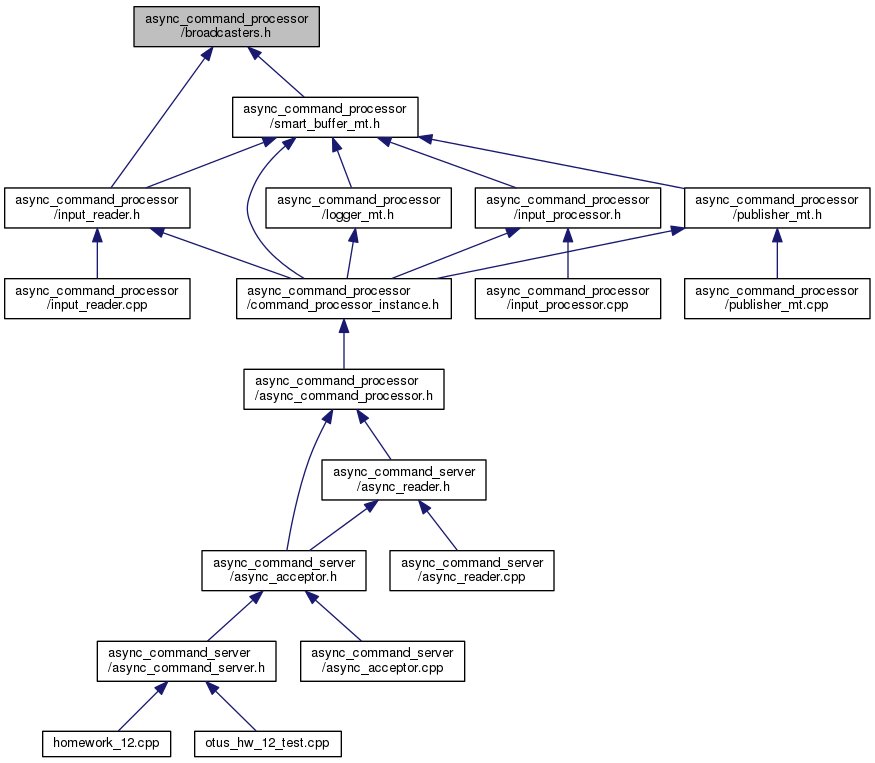 async_command_processor
/broadcasters.h
async_command_processor
/smart_buffer_mt.h
async_command_processor
/input_reader.h
async_command_processor
/logger_mt.h
async_command_processor
/input_processor.h
async_command_processor
/publisher_mt.h
async_command_processor
/input_reader.cpp
async_command_processor
/command_processor_instance.h
async_command_processor
/input_processor.cpp
async_command_processor
/publisher_mt.cpp
async_command_processor
/async_command_processor.h
async_command_server
/async_reader.h
async_command_server
/async_acceptor.h
async_command_server
/async_reader.cpp
async_command_server
/async_command_server.h
async_command_server
/async_acceptor.cpp
homework_12.cpp
otus_hw_12_test.cpp